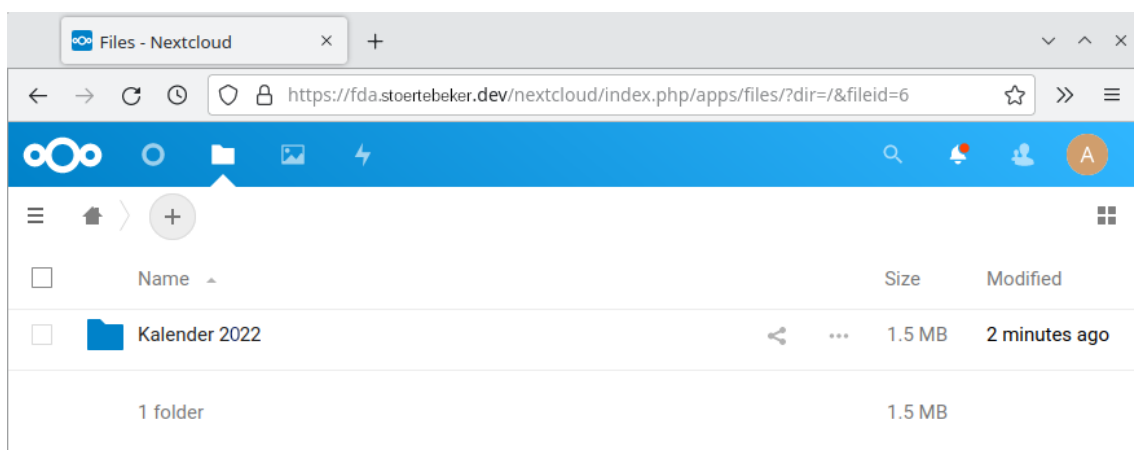 Files - Nextcloud
https://fda.stoertebeker.dev/nextcloud/index.php/apps/files/?dir=/&fileid=6
A
Name Size Modified
Kalender 2022 1.5 MB 2 minutes ago
1 folder 1.5 MB